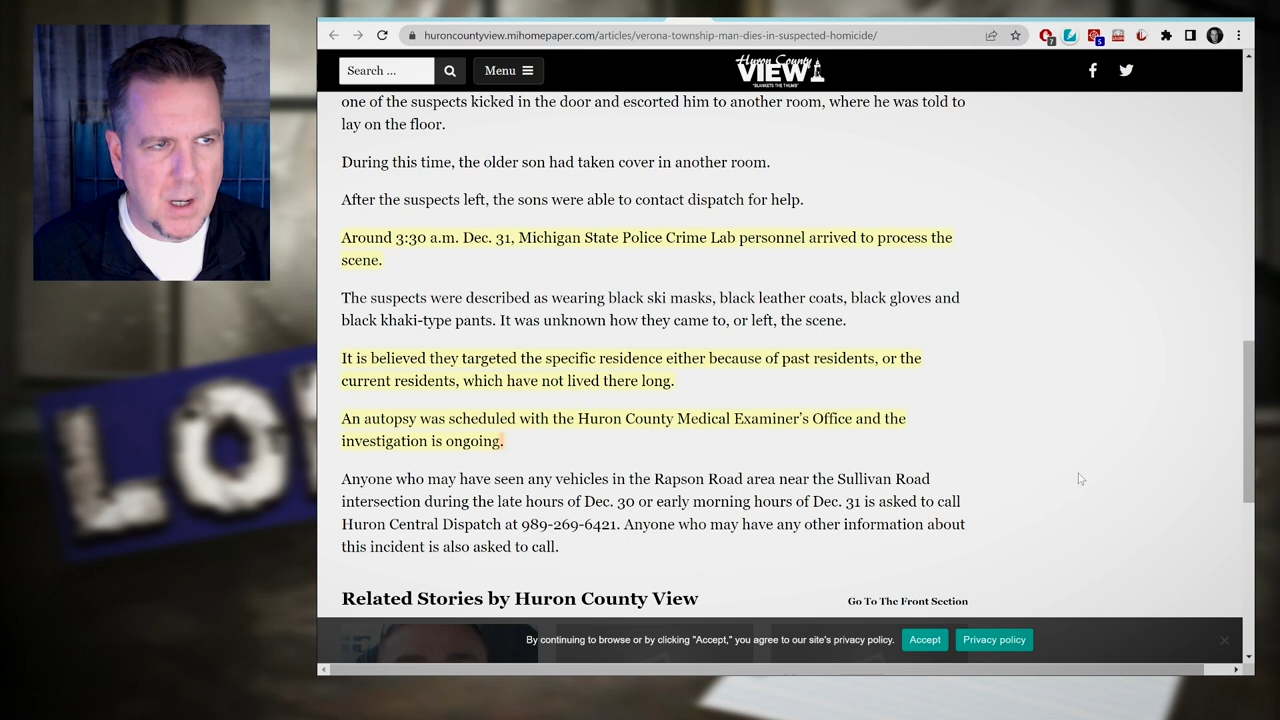 huroncountyview.mihomepaper.com/articles/verona-township-man-dies-in-suspected-homicide/
7
5
Search ...
Menu
Huron County
VIEW
"BLANKETS THE THUMB"
one of the suspects kicked in the door and escorted him to another room, where he was told to
lay on the floor.
During this time, the older son had taken cover in another room.
After the suspects left, the sons were able to contact dispatch for help.
Around 3:30 a.m. Dec. 31, Michigan State Police Crime Lab personnel arrived to process the
scene.
The suspects were described as wearing black ski masks, black leather coats, black gloves and
black khaki-type pants. It was unknown how they came to, or left, the scene.
It is believed they targeted the specific residence either because of past residents, or the
current residents, which have not lived there long.
An autopsy was scheduled with the Huron County Medical Examiner's Office and the
investigation is ongoing.
Anyone who may have seen any vehicles in the Rapson Road area near the Sullivan Road
intersection during the late hours of Dec. 30 or early morning hours of Dec. 31 is asked to call
Huron Central Dispatch at 989-269-6421. Anyone who may have any other information about
this incident is also asked to call.
Related Stories by Huron County View
Go To The Front Section
By continuing to browse or by clicking "Accept," you agree to our site's privacy policy.
Accept
Privacy policy